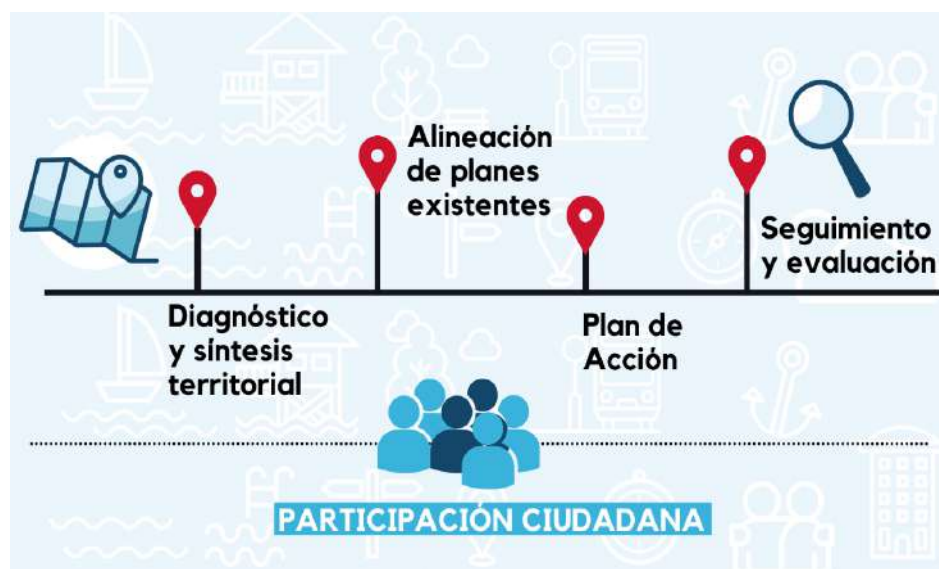 Diagnóstico
y síntesis
territorial
Alineación
de planes
existentes
Plan de
Acción
Seguimiento
y evaluación
PARTICIPACIÓN CIUDADANA